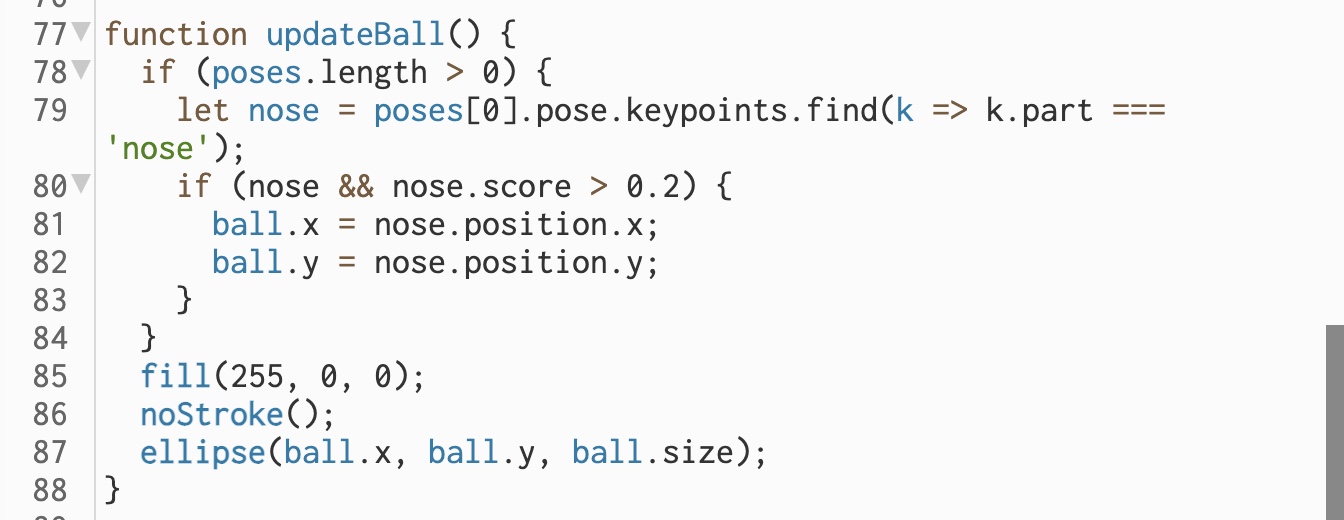 77 function updateBall() {
78 if (poses.length > 0) {
79 let nose = poses[0].pose.keypoints.find(k => k.part ===
'nose');
80 if (nose && nose.score > 0.2) {
81 ball.x = nose.position.x;
82 ball.y = nose.position.y;
83 }
84 }
85 fill(255, 0, 0);
86 noStroke();
87 ellipse(ball.x, ball.y, ball.size);
88 }